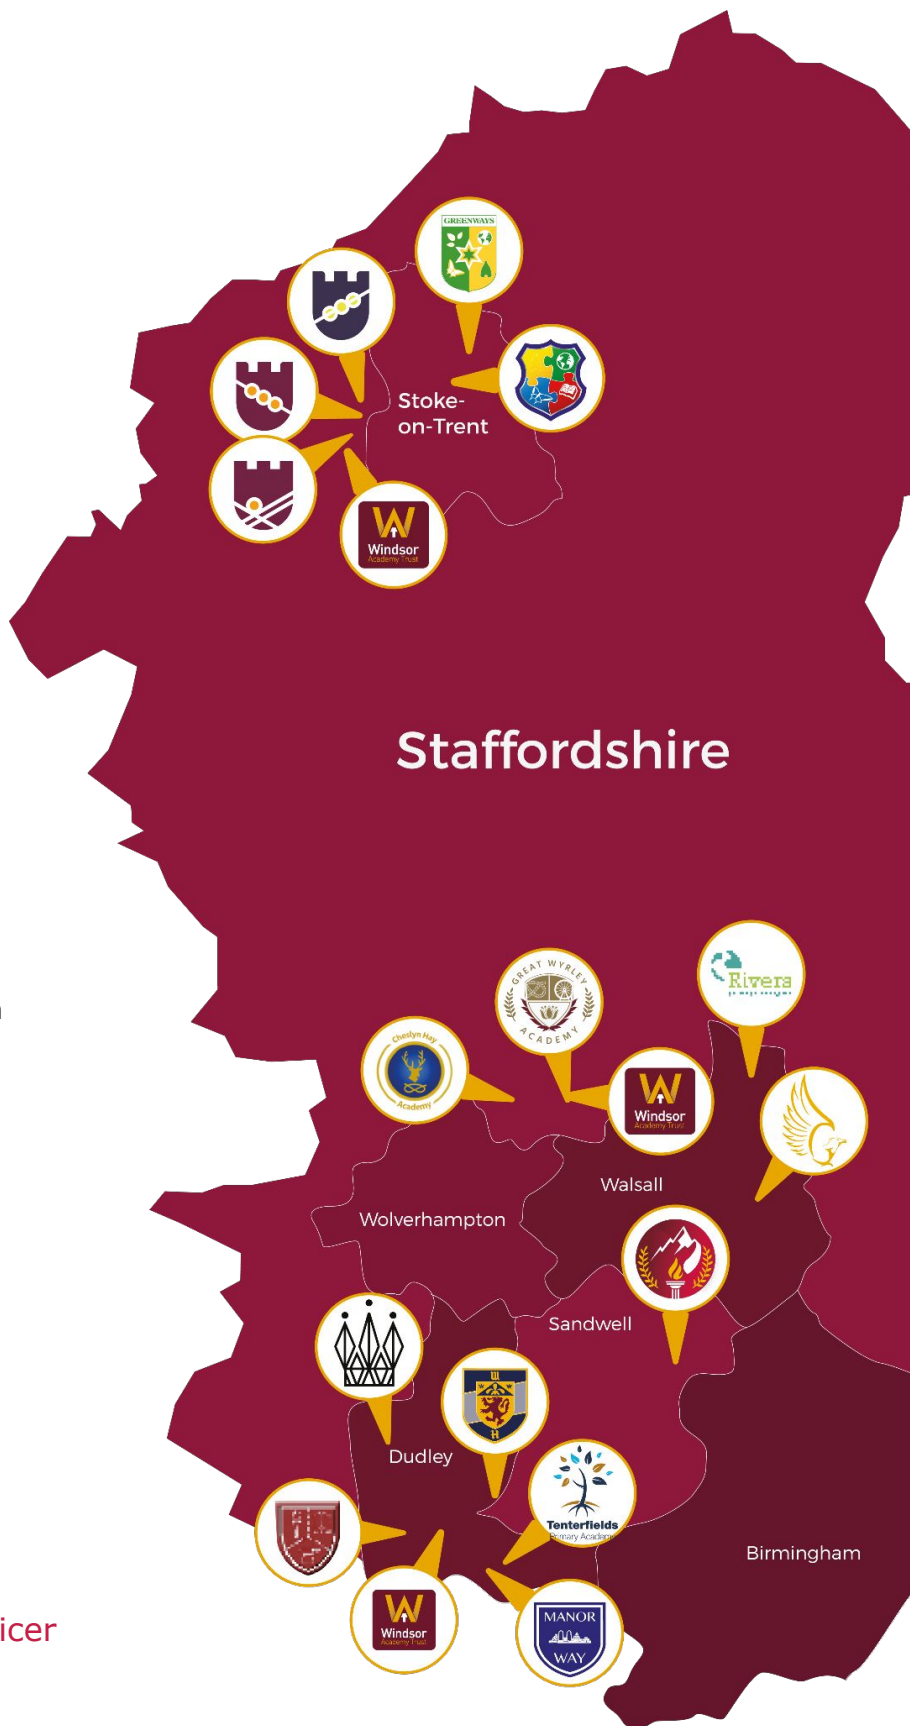 GREENWAYS
Stoke-
on-Trent
Windsor
Academy Trust
Staffordshire
GREAT WYRLEY
ACADEMY
Rivers
Cheslyn Hay
Academy
Windsor
Academy Trust
Walsall
Wolverhampton
Sandwell
Dudley
Tenterfields
Primary Academy
Birmingham
Windsor
Academy Trust
MANOR
WAY
icer